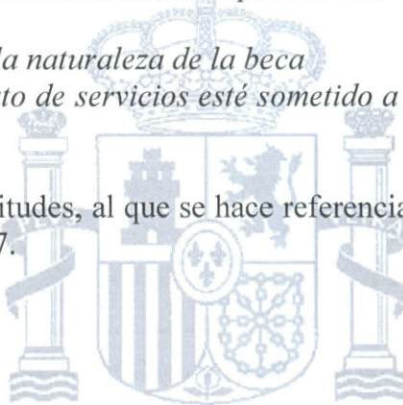 la naturaleza de la beca
to de servicios esté sometido a
itudes, al que se hace referencia
7.